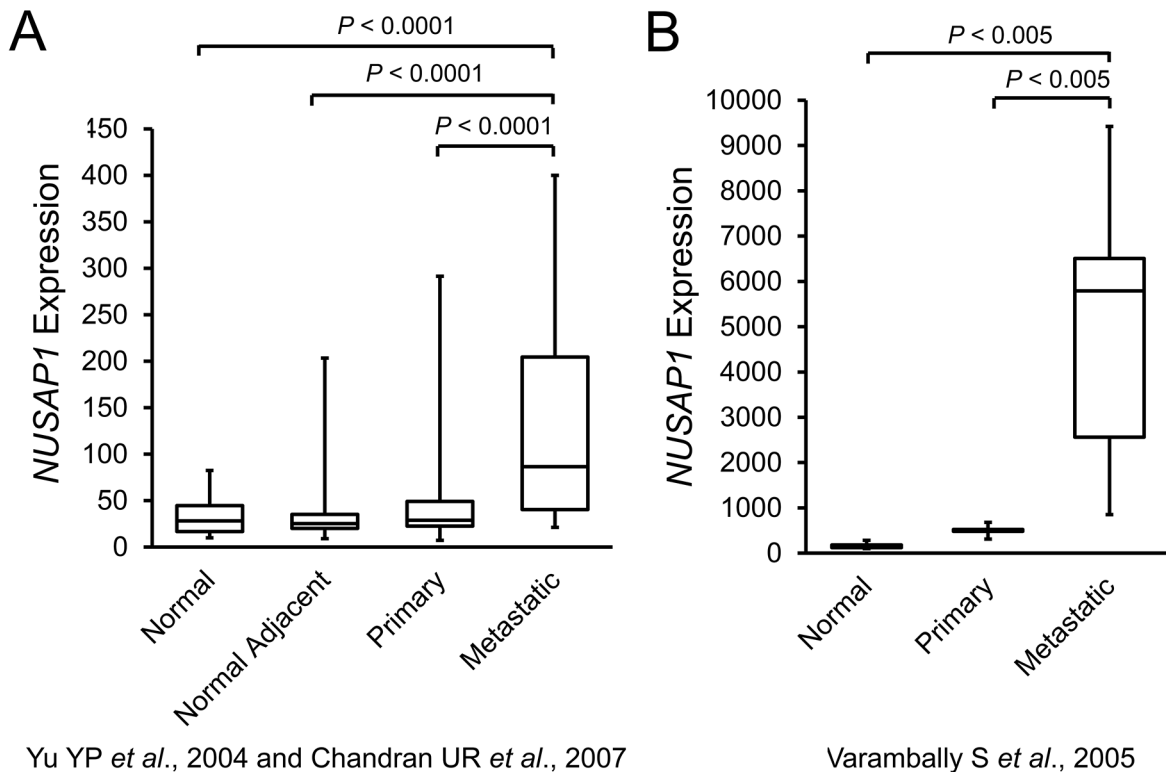 A
P < 0.0001
P < 0.0001
P < 0.0001
450
400
350
300
250
200
150
100
50
0
NUSAP1 Expression
Normal
Normal Adjacent
Primary
Metastatic
Yu YP et al., 2004 and Chandran UR et al., 2007
B
P < 0.005
P < 0.005
10000
9000
8000
7000
6000
5000
4000
3000
2000
1000
0
NUSAP1 Expression
Normal
Primary
Metastatic
Varambally S et al., 2005